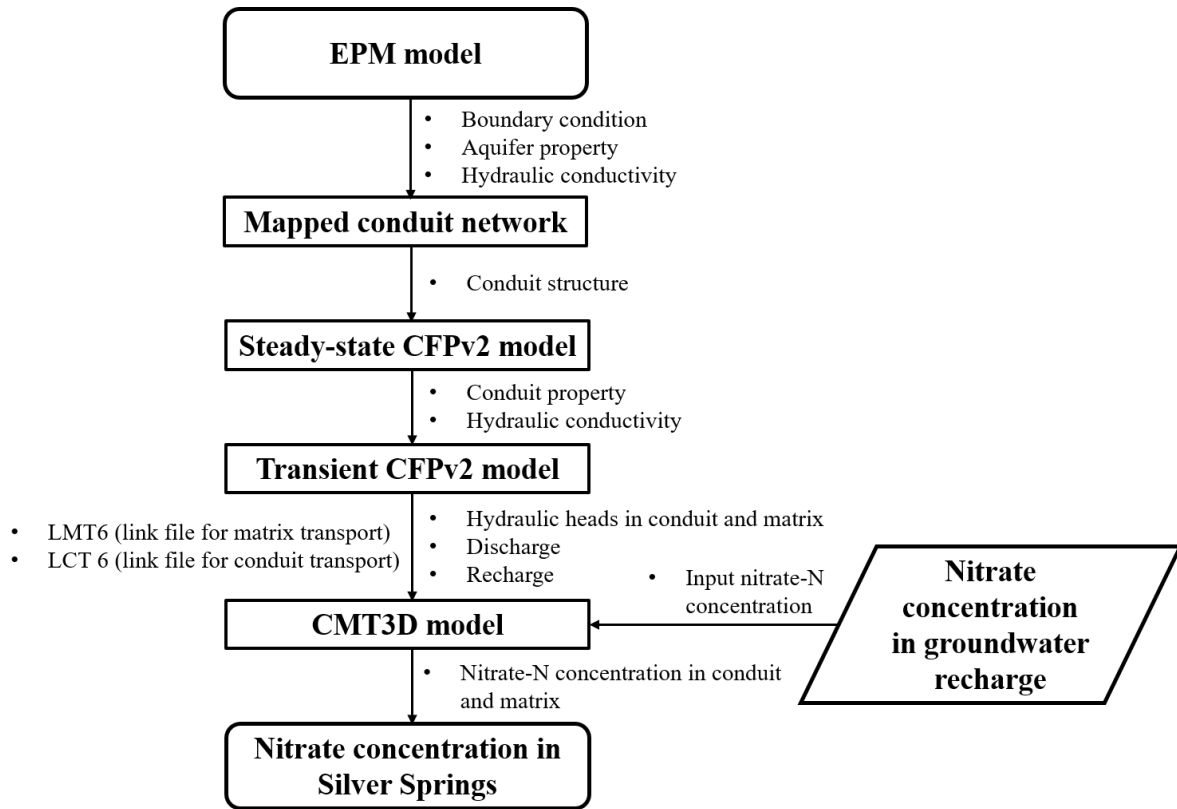 EPM model
• Boundary condition
• Aquifer property
• Hydraulic conductivity
Mapped conduit network
• Conduit structure
Steady-state CFPv2 model
• Conduit property
• Hydraulic conductivity
Transient CFPv2 model
• LMT6 (link file for matrix transport)
• LCT 6 (link file for conduit transport)
• Hydraulic heads in conduit and matrix
• Discharge
• Recharge
• Input nitrate-N
concentration
Nitrate
concentration
in groundwater
recharge
CMT3D model
• Nitrate-N concentration in conduit
and matrix
Nitrate concentration in
Silver Springs